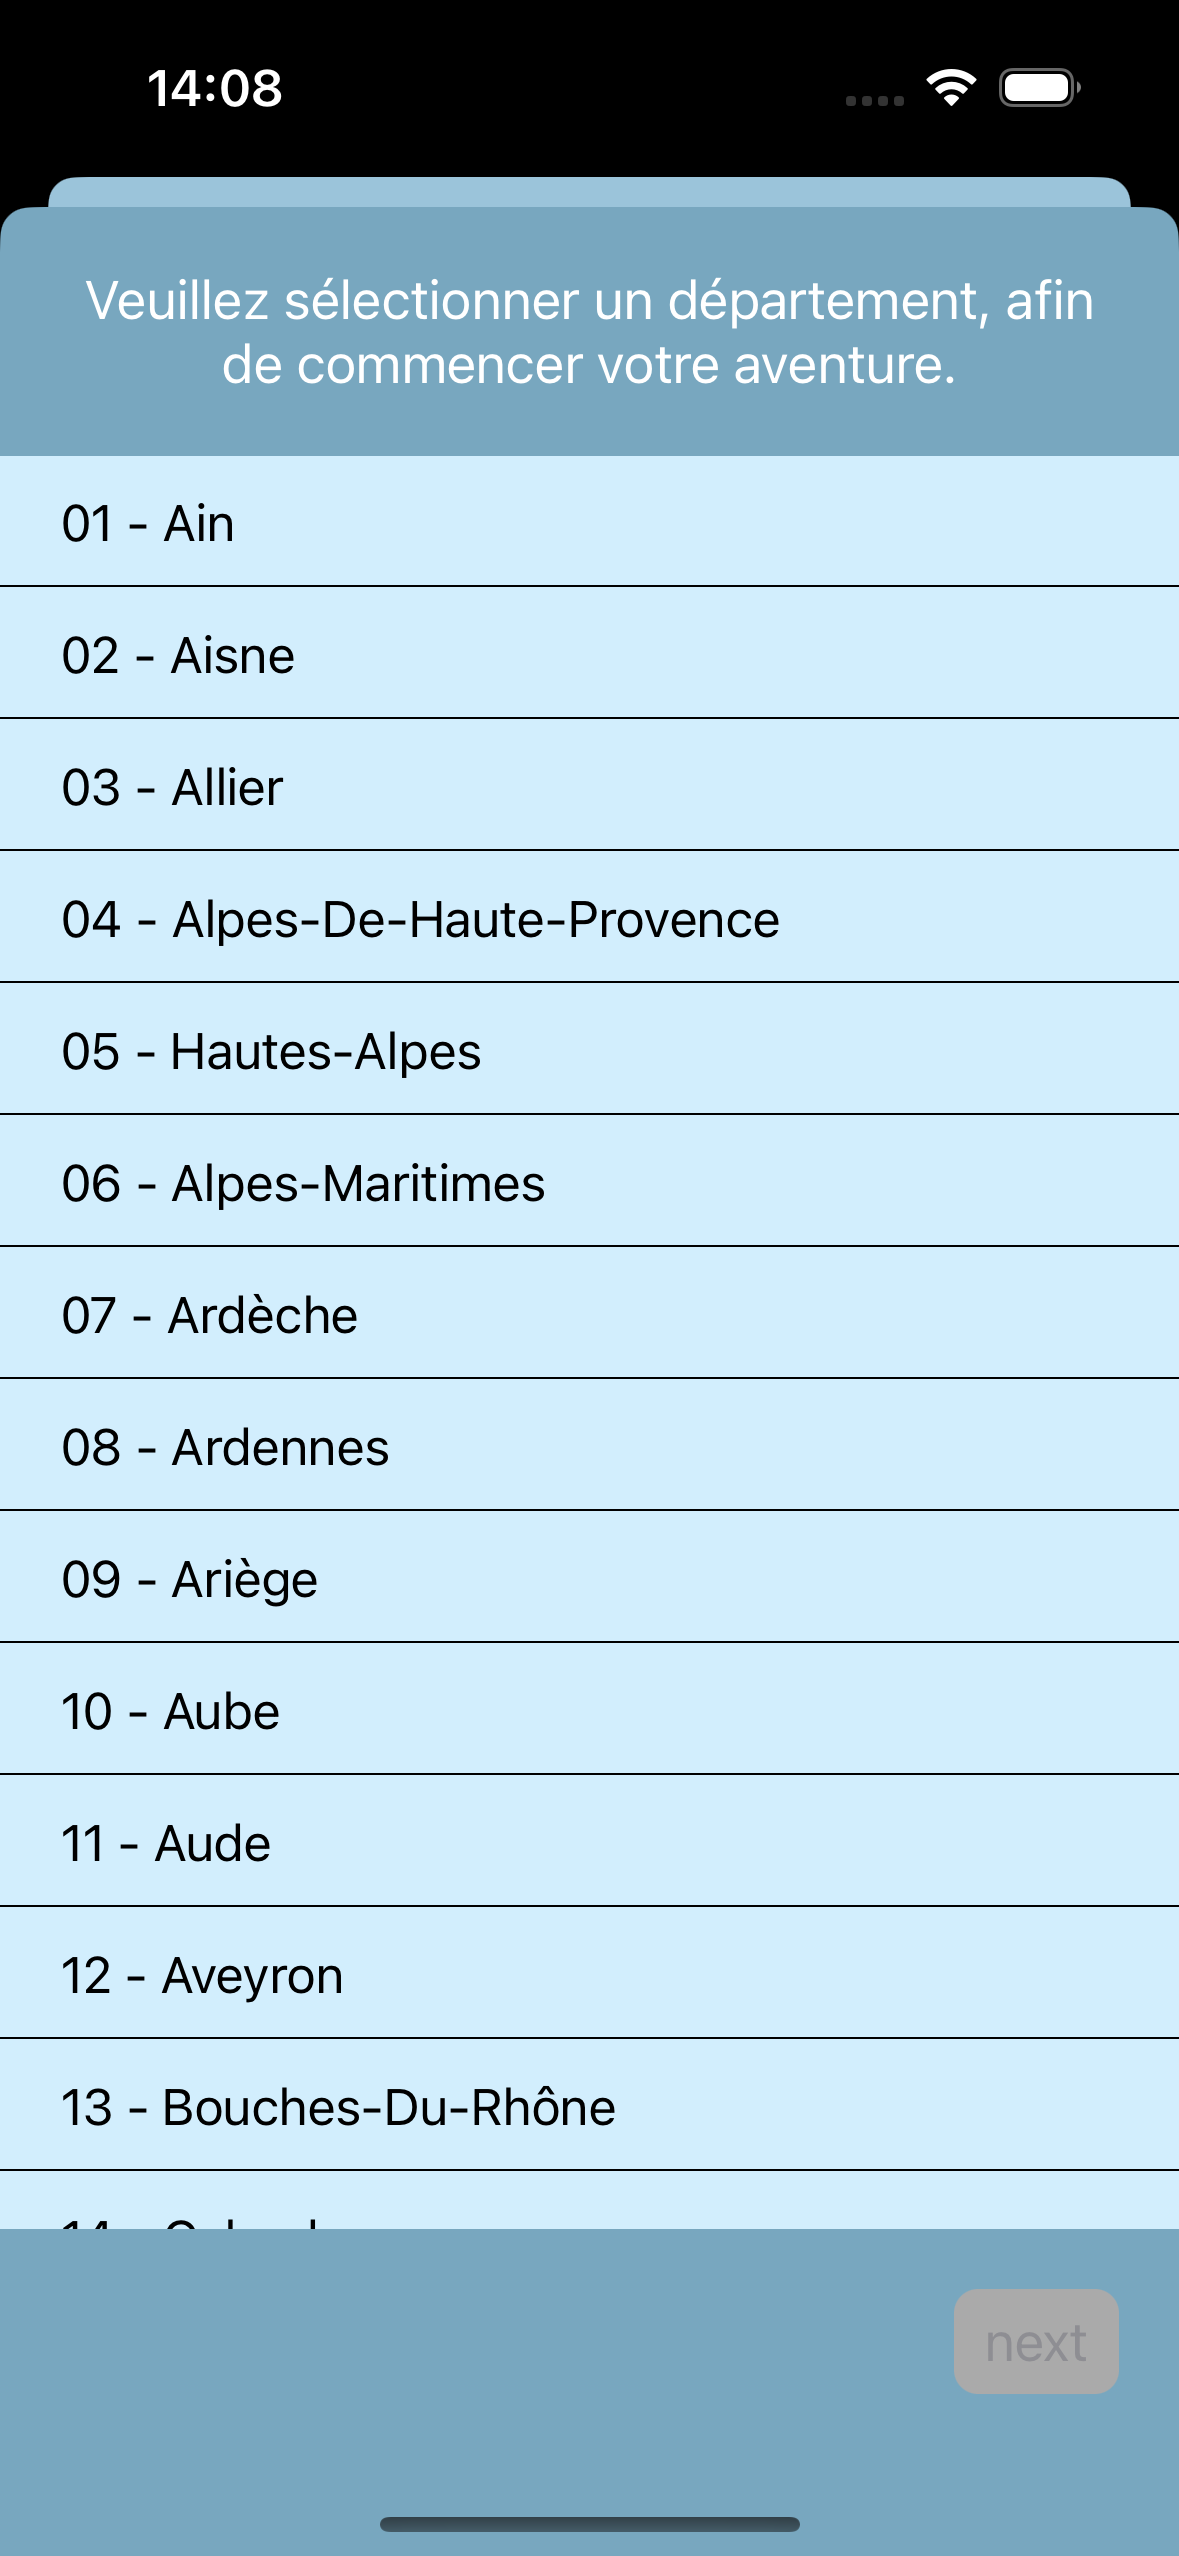 14:08
Veuillez sélectionner un département, afin
de commencer votre aventure.
01 - Ain
02 - Aisne
03 - Allier
04 - Alpes-De-Haute-Provence
05 - Hautes-Alpes
06 - Alpes-Maritimes
07 - Ardèche
08 - Ardennes
09 - Ariège
10 - Aube
11 - Aude
12 - Aveyron
13 - Bouches-Du-Rhône
next